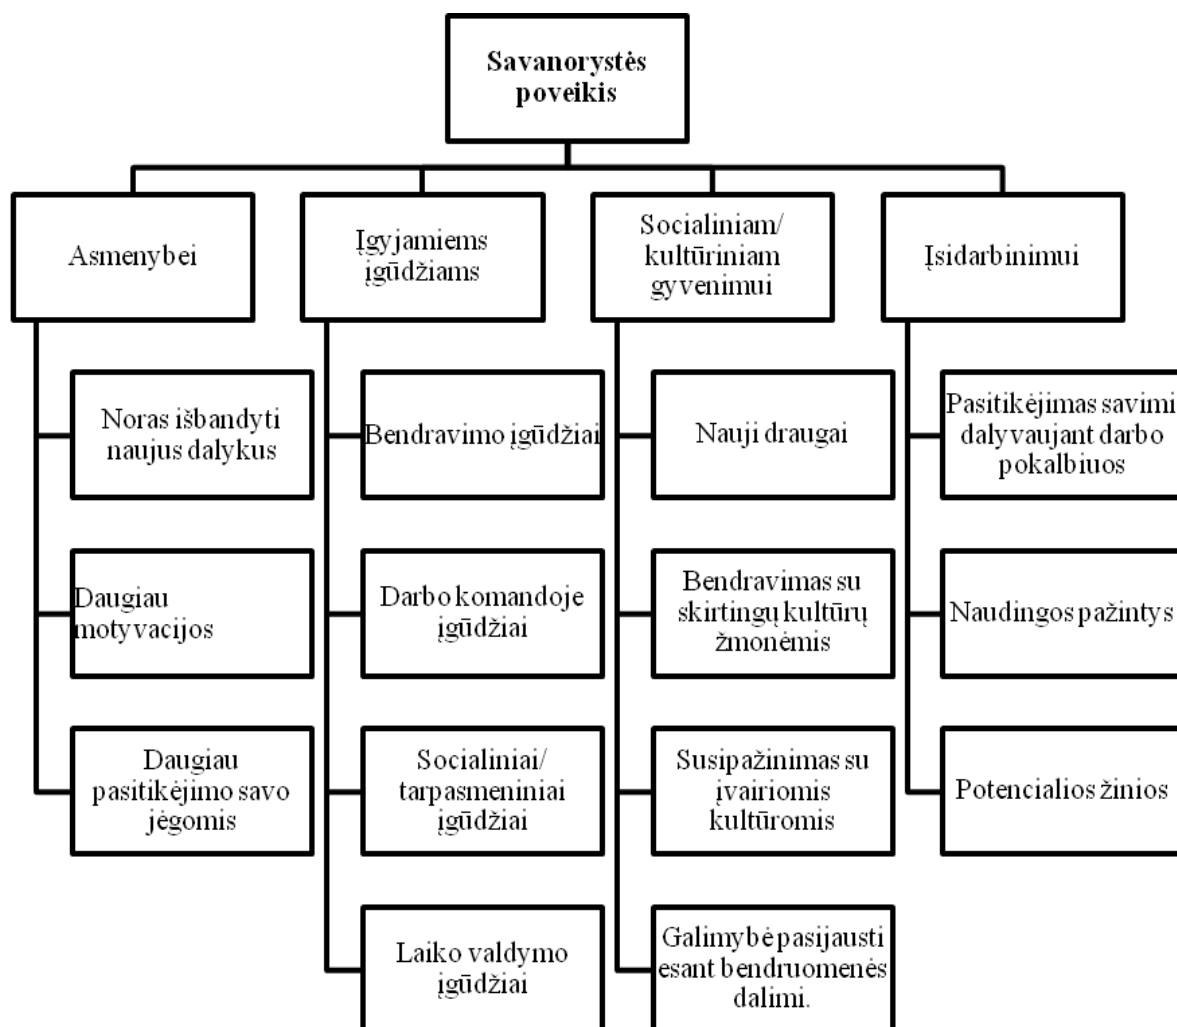 Savanorystės
poveikis
Asmenybei
Įgyjamiems
įgūdžiams
Socialiniam/
kultūriniam
gyvenimui
Įsidarbinimui
Noras išbandyti
naujus dalykus
Daugiau
motyvacijos
Daugiau
pasitikėjimo savo
jėgomis
Bendravimo įgūdžiai
Darbo komandoje
įgūdžiai
Socialiniai/
tarpasmeniniai
įgūdžiai
Laiko valdymo
įgūdžiai
Nauji draugai
Bendravimas su
skirtingų kultūrų
žmonėmis
Susipažinimas su
įvairiomis
kultūromis
Galimybė pasijausti
esant bendruomenės
dalimi.
Pasitikėjimas savimi
dalyvaujant darbo
pokalbiuos
Naudingos pažintys
Potencialios žinios